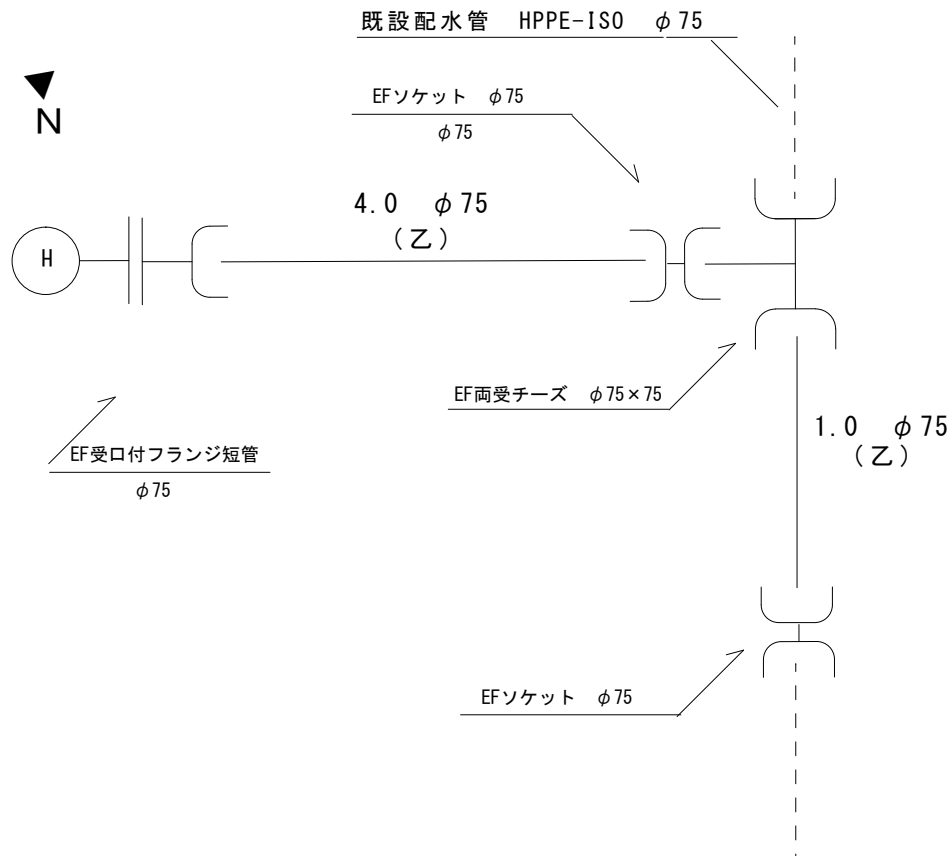 既設配水管 HPPE-ISO φ75
N
EFソケット φ75
φ75
4.0 φ75
(乙)
H
EF両受チーズ φ75×75
1.0 φ75
(乙)
EF受口付フランジ短管
φ75
EFソケット φ75